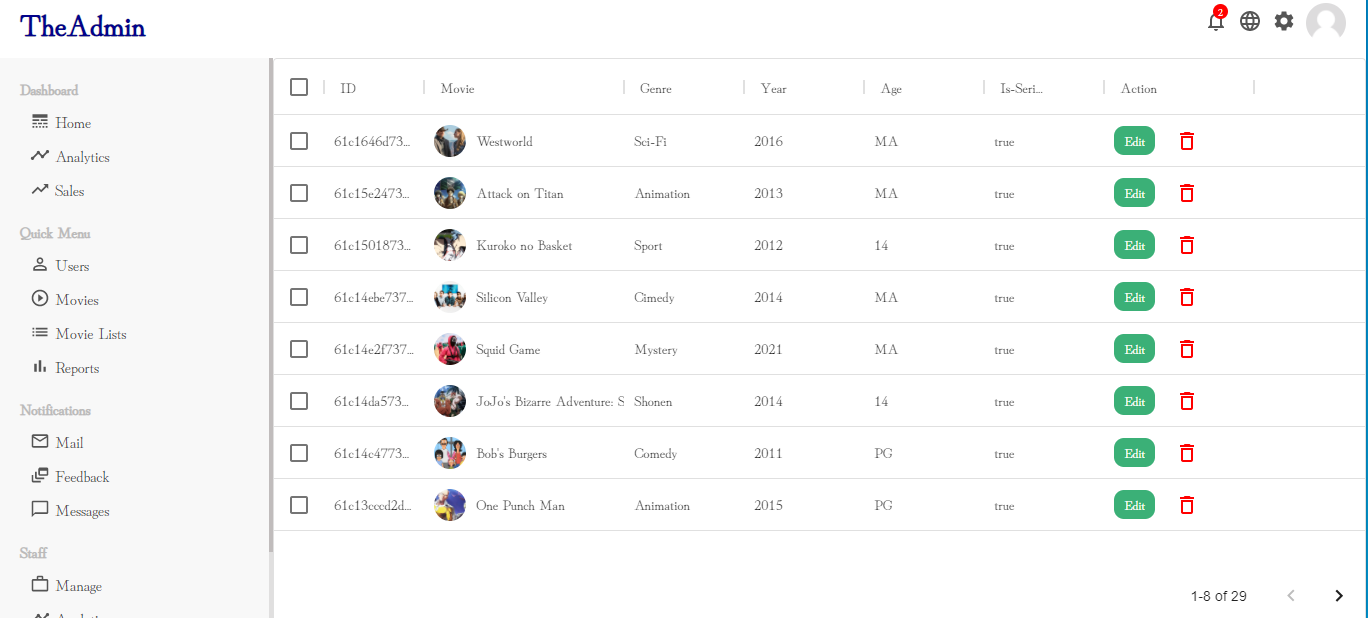 TheAdmin
2
Dashboard
Home
Analytics
Sales
Quick Menu
Users
Movies
Movie Lists
Reports
Notifications
Mail
Feedback
Messages
Staff
Manage
ID Movie Genre Year Age Is-Seri... Action
61c1646d73... Westworld Sci-Fi 2016 MA true Edit
61c15e2473... Attack on Titan Animation 2013 MA true Edit
61c1501873... Kuroko no Basket Sport 2012 14 true Edit
61c14ebe737... Silicon Valley Cimedy 2014 MA true Edit
61c14e2f737... Squid Game Mystery 2021 MA true Edit
61c14da573... JoJo's Bizarre Adventure: S Shonen 2014 14 true Edit
61c14c4773... Bob's Burgers Comedy 2011 PG true Edit
61c13cccd2d... One Punch Man Animation 2015 PG true Edit
1-8 of 29